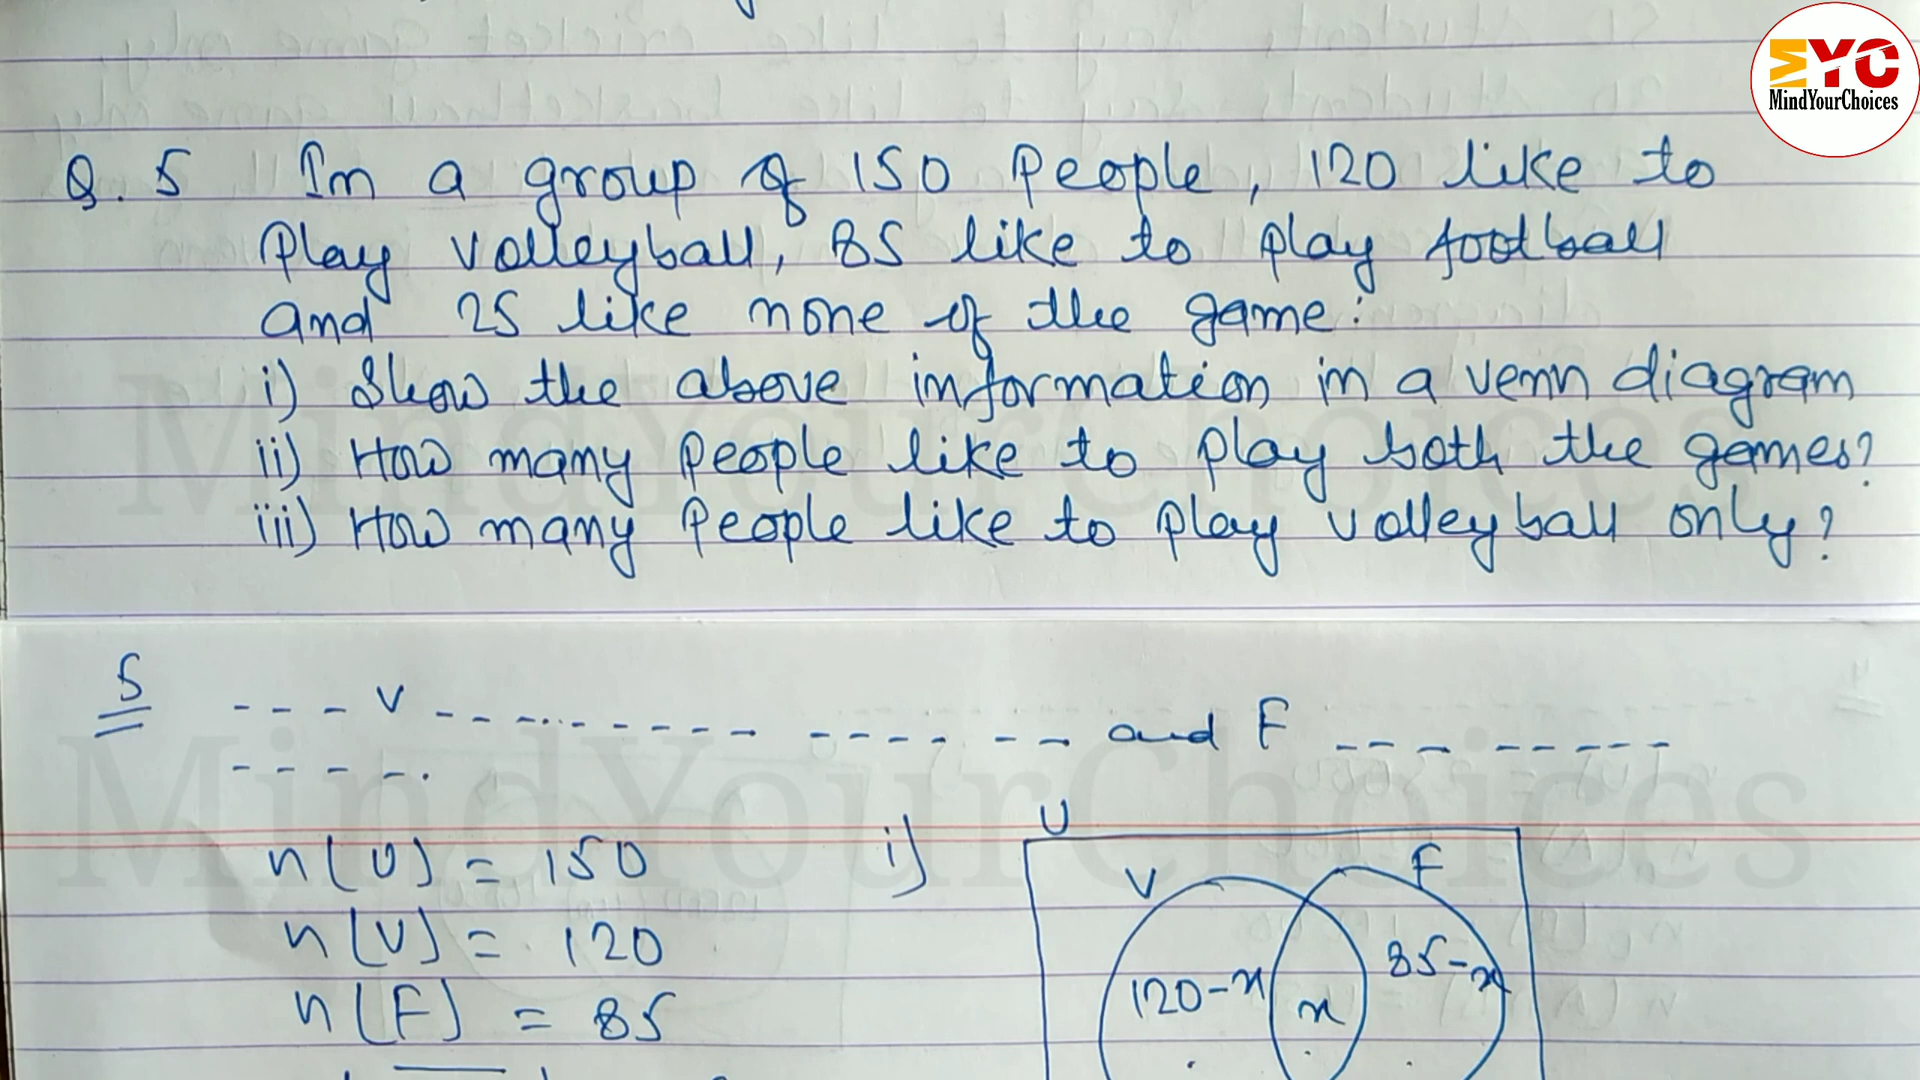 MYC
MindYourChoices
Q. 5 In a group of 150 People, 120 like to
Play volleyball, 85 like to play football
and 25 like none of the game:
i) Show the above information in a venn diagram
ii) How many people like to play both the games?
iii) How many People like to play volleyball only?
5 ---- V ---------- ---- -- and F --- -----
-----.
n(U) = 150
i)
U
V
F
n(V) = 120
120-x
x
85-x
n(F) = 85
MindYourChoices
MindYourChoices